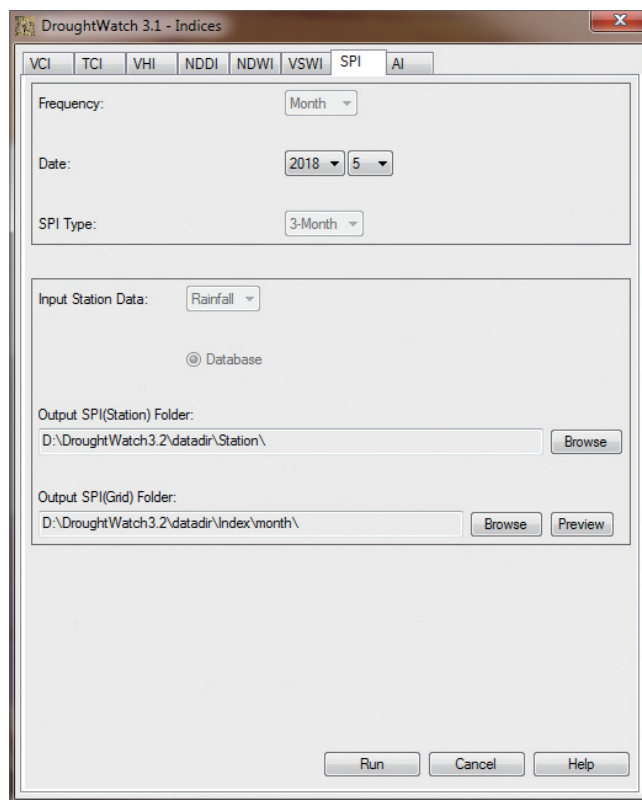 DroughtWatch 3.1 - Indices
VCI TCI VHI NDDI NDWI VSWI SPI AI
Frequency: Month
Date: 2018 5
SPI Type: 3-Month
Input Station Data: Rainfall
Database
Output SPI(Station) Folder:
D:\DroughtWatch3.2\datadir\Station\ Browse
Output SPI(Grid) Folder:
D:\DroughtWatch3.2\datadir\Index\month\ Browse Preview
Run Cancel Help